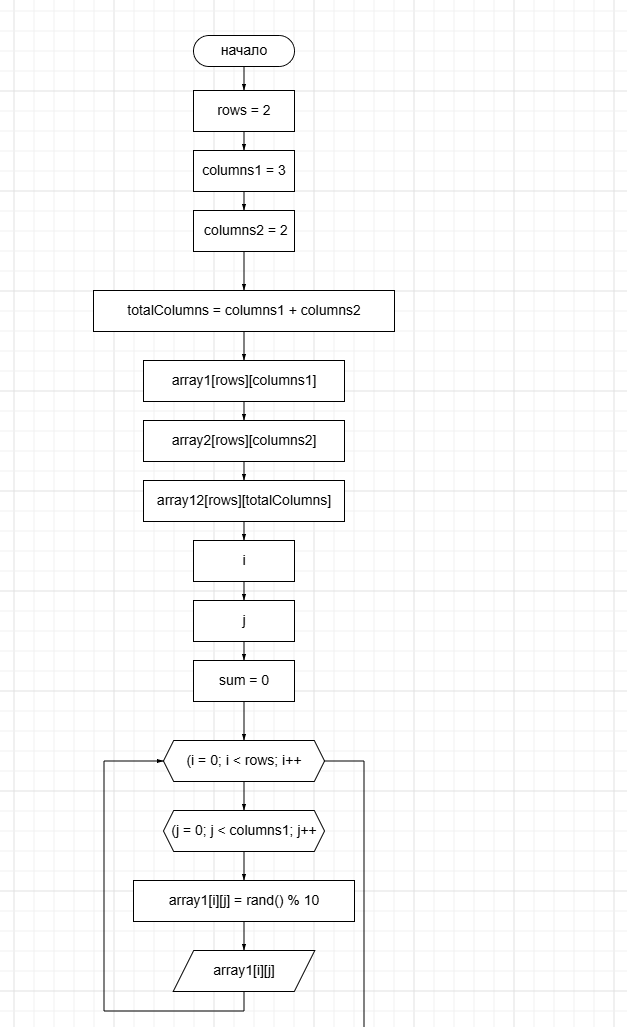 начало
rows = 2
columns1 = 3
columns2 = 2
totalColumns = columns1 + columns2
array1[rows][columns1]
array2[rows][columns2]
array12[rows][totalColumns]
i
j
sum = 0
(i = 0; i < rows; i++
(j = 0; j < columns1; j++
array1[i][j] = rand() % 10
array1[i][j]